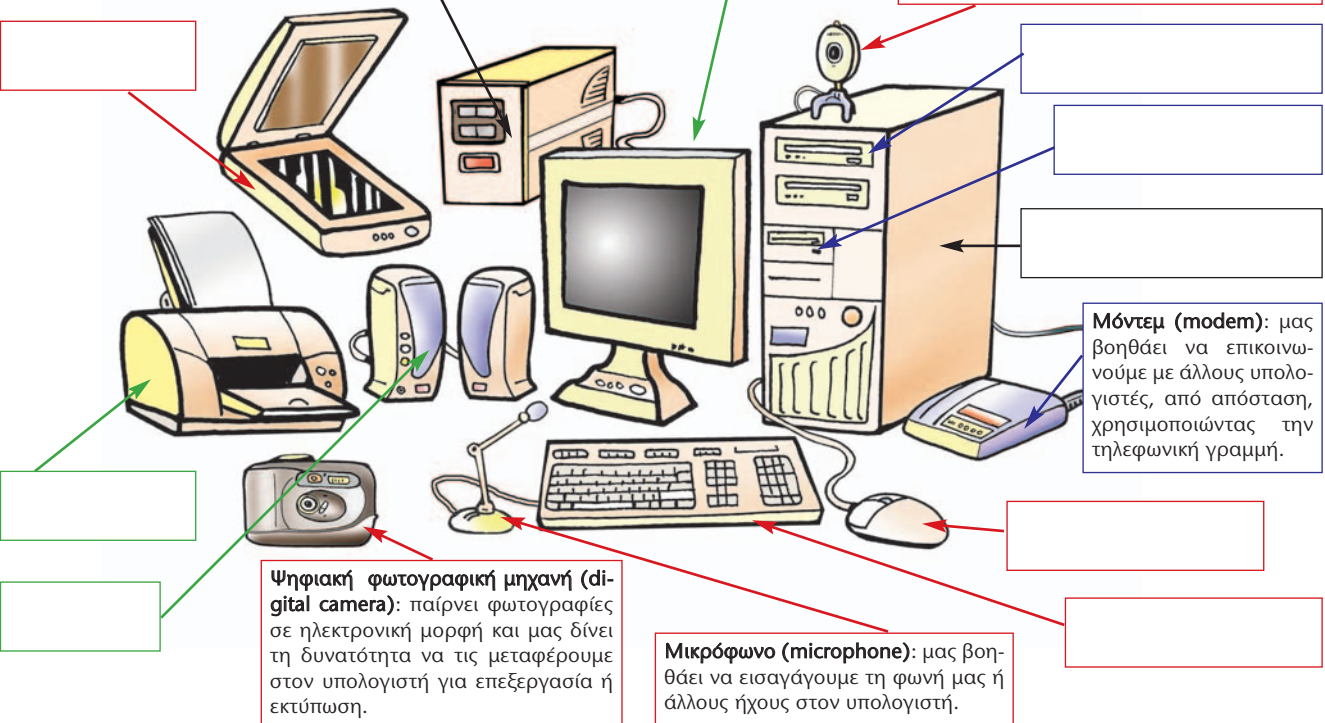 Μόντεμ (modem): μας
βοηθάει να επικοινω-
νούμε με άλλους υπολο-
γιστές, από απόσταση,
χρησιμοποιώντας την
τηλεφωνική γραμμή.
Ψηφιακή φωτογραφική μηχανή (di-
gital camera): παίρνει φωτογραφίες
σε ηλεκτρονική μορφή και μας δίνει
τη δυνατότητα να τις μεταφέρουμε
στον υπολογιστή για επεξεργασία ή
εκτύπωση.
Μικρόφωνο (microphone): μας βοη-
θάει να εισαγάγουμε τη φωνή μας ή
άλλους ήχους στον υπολογιστή.